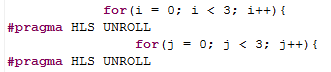 for(i = 0; i < 3; i++){
#pragma HLS UNROLL
for(j = 0; j < 3; j++){
#pragma HLS UNROLL